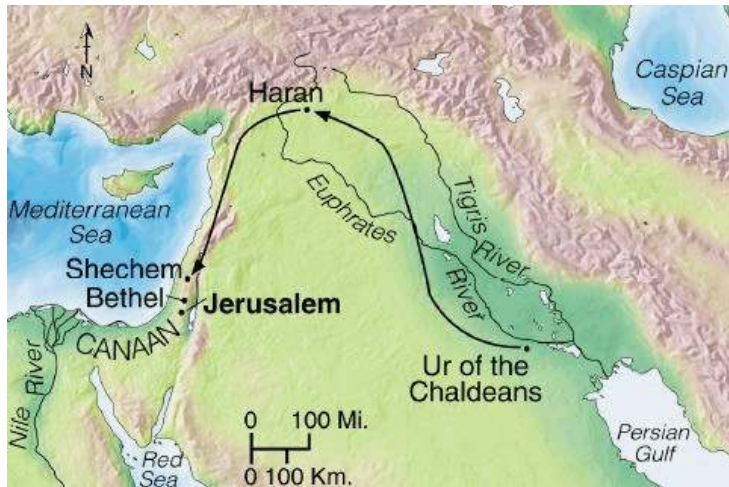 N
Caspian
Sea
Haran
Mediterranean
Sea
Euphrates
River
Tigris
River
Shechem
Bethel
Jerusalem
CANAAN
Ur of the
Chaldeans
Nile River
Red
Sea
0 100 Mi.
0 100 Km.
Persian
Gulf